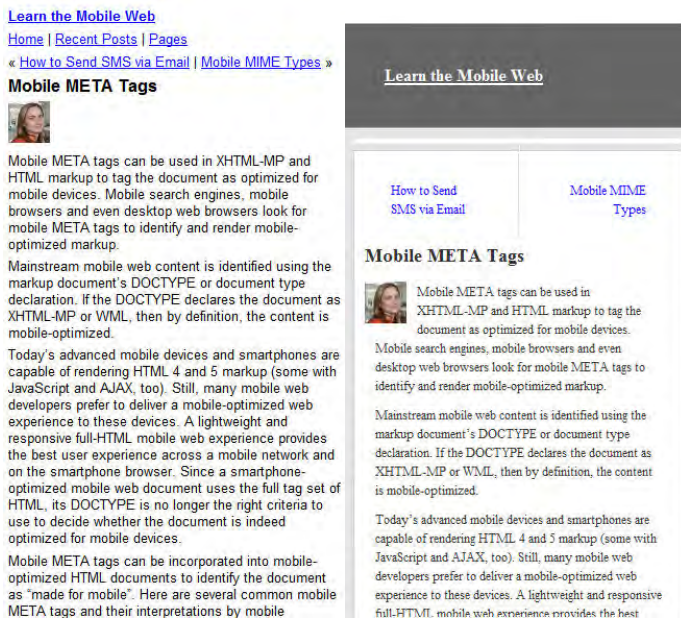 Learn the Mobile Web
Home | Recent Posts | Pages
« How to Send SMS via Email | Mobile MIME Types »
Mobile META Tags
Mobile META tags can be used in XHTML-MP and
HTML markup to tag the document as optimized for
mobile devices. Mobile search engines, mobile
browsers and even desktop web browsers look for
mobile META tags to identify and render mobile-
optimized markup.
Mainstream mobile web content is identified using the
markup document's DOCTYPE or document type
declaration. If the DOCTYPE declares the document as
XHTML-MP or WML, then by definition, the content is
mobile-optimized.
Today's advanced mobile devices and smartphones are
capable of rendering HTML 4 and 5 markup (some with
JavaScript and AJAX, too). Still, many mobile web
developers prefer to deliver a mobile-optimized web
experience to these devices. A lightweight and
responsive full-HTML mobile web experience provides
the best user experience across a mobile network and
on the smartphone browser. Since a smartphone-
optimized mobile web document uses the full tag set of
HTML, its DOCTYPE is no longer the right criteria to
use to decide whether the document is indeed
optimized for mobile devices.
Mobile META tags can be incorporated into mobile-
optimized HTML documents to identify the document
as "made for mobile". Here are several common mobile
META tags and their interpretations by mobile
Learn the Mobile Web
How to Send
SMS via Email
Mobile MIME
Types
Mobile META Tags
Mobile META tags can be used in
XHTML-MP and HTML markup to tag the
document as optimized for mobile devices.
Mobile search engines, mobile browsers and even
desktop web browsers look for mobile META tags to
identify and render mobile-optimized markup.
Mainstream mobile web content is identified using the
markup document's DOCTYPE or document type
declaration. If the DOCTYPE declares the document as
XHTML-MP or WML, then by definition, the content
is mobile-optimized.
Today's advanced mobile devices and smartphones are
capable of rendering HTML 4 and 5 markup (some with
JavaScript and AJAX, too). Still, many mobile web
developers prefer to deliver a mobile-optimized web
experience to these devices. A lightweight and responsive
full-HTML mobile web experience provides the best